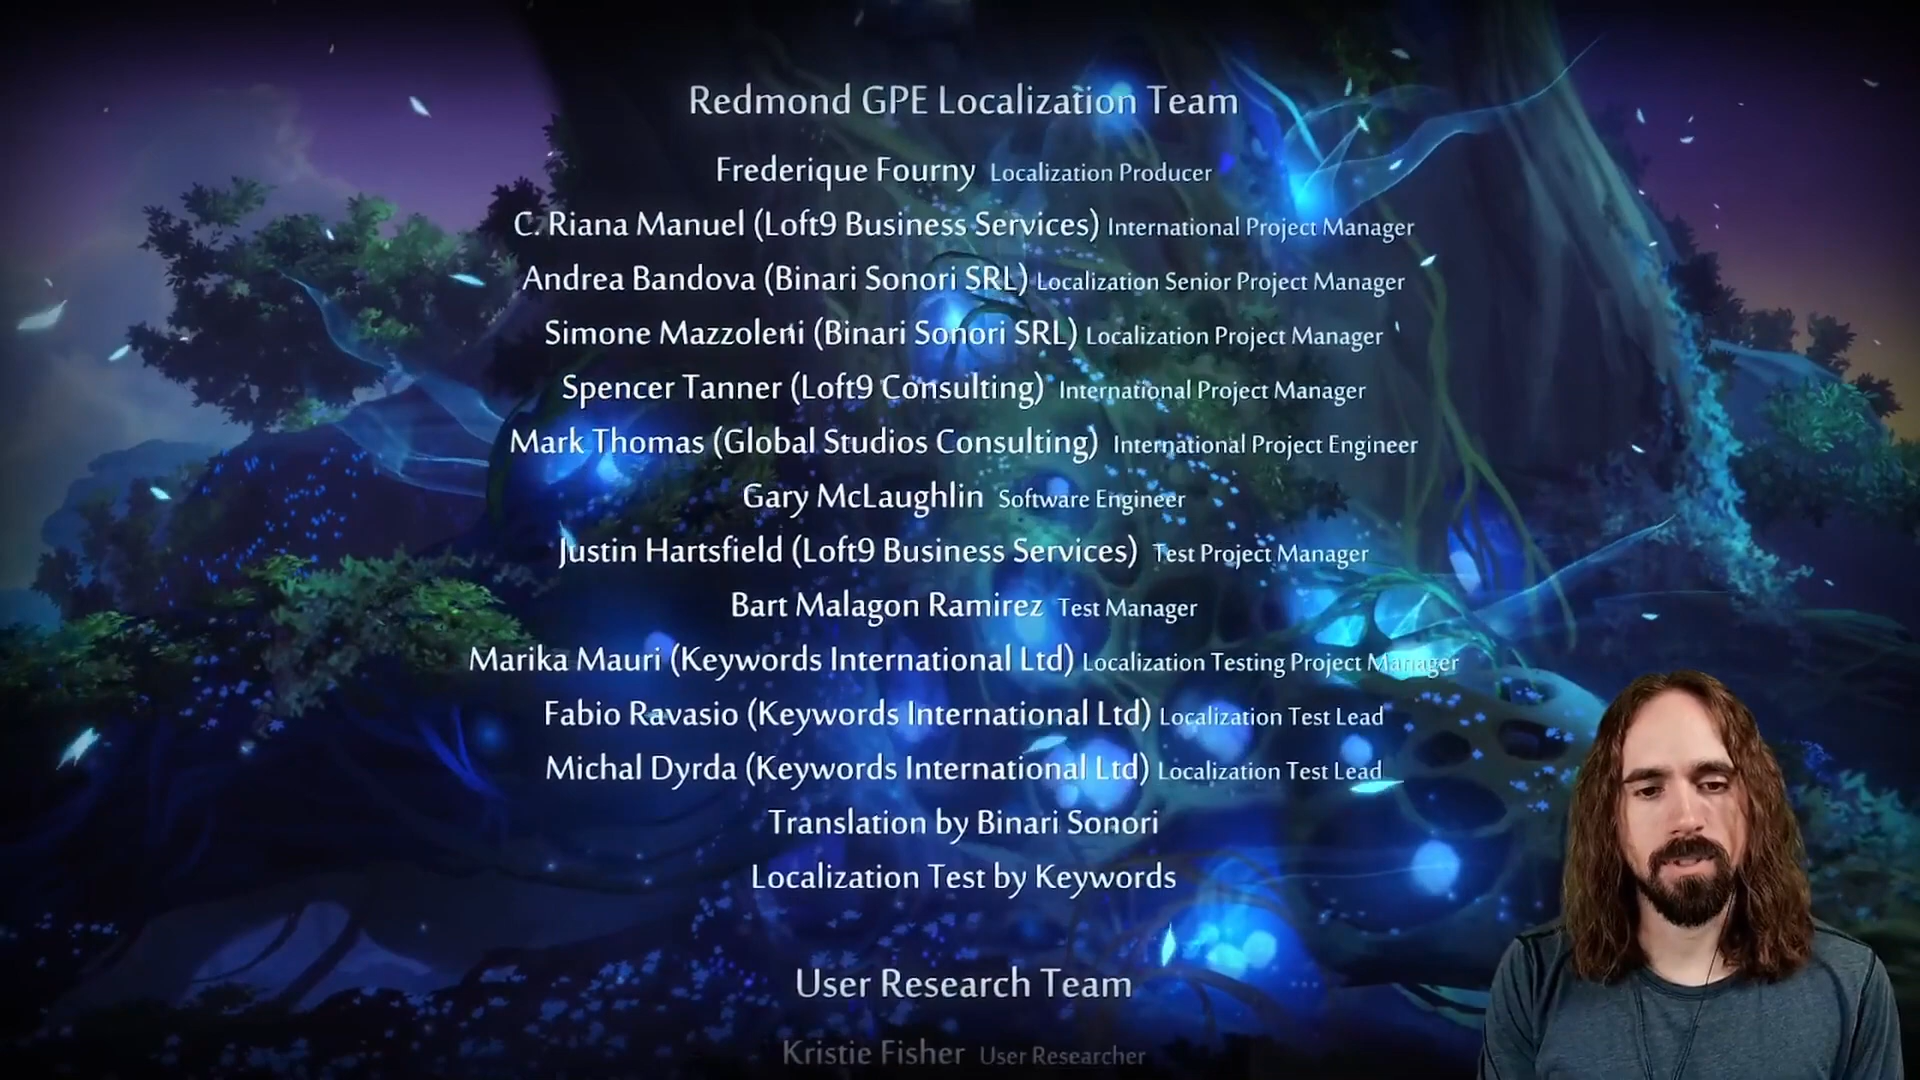 Redmond GPE Localization Team
Frederique Fourny Localization Producer
C. Riana Manuel (Loft9 Business Services) International Project Manager
Andrea Bandova (Binari Sonori SRL) Localization Senior Project Manager
Simone Mazzoleni (Binari Sonori SRL) Localization Project Manager
Spencer Tanner (Loft9 Consulting) International Project Manager
Mark Thomas (Global Studios Consulting) International Project Engineer
Gary McLaughlin Software Engineer
Justin Hartsfield (Loft9 Business Services) Test Project Manager
Bart Malagon Ramirez Test Manager
Marika Mauri (Keywords International Ltd) Localization Testing Project Manager
Fabio Ravasio (Keywords International Ltd) Localization Test Lead
Michal Dyrda (Keywords International Ltd) Localization Test Lead
Translation by Binari Sonori
Localization Test by Keywords
User Research Team
Kristie Fisher User Researcher